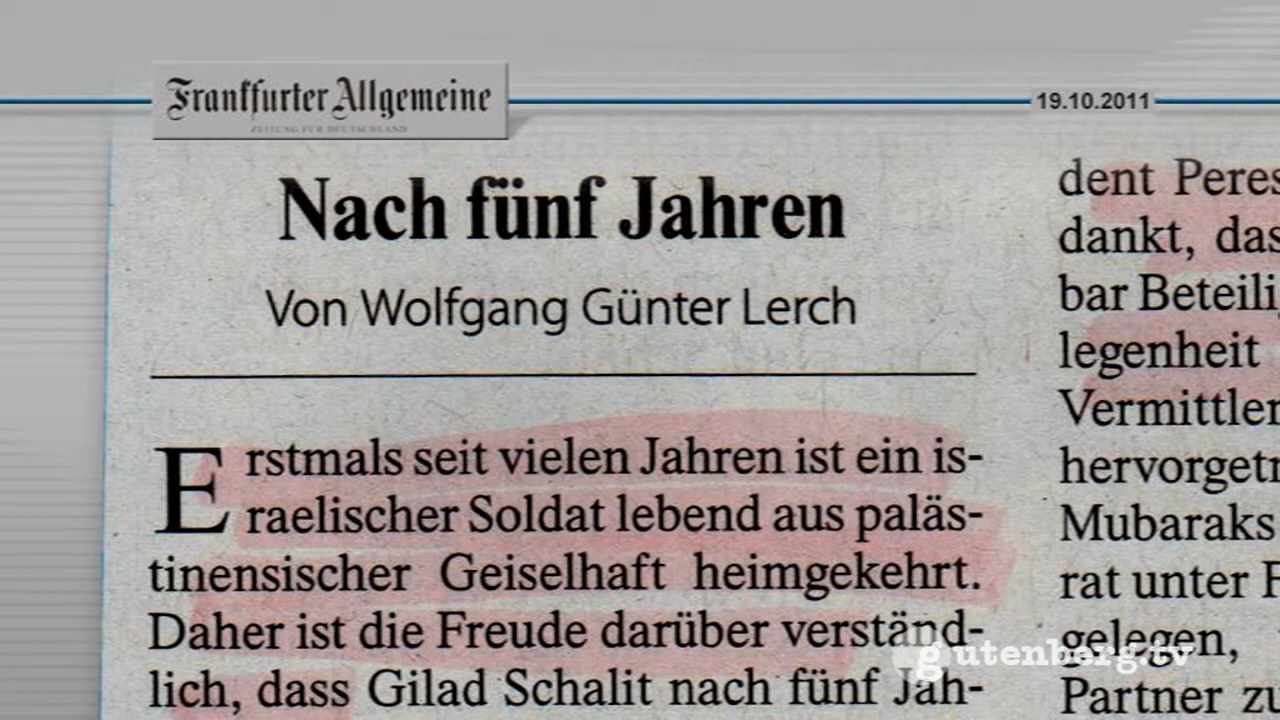 Frankfurter Allgemeine
ZEITUNG FÜR DEUTSCHLAND
19.10.2011
Nach fünf Jahren
Von Wolfgang Günter Lerch
Erstmals seit vielen Jahren ist ein is-
raelischer Soldat lebend aus paläs-
tinensischer Geiselhaft heimgekehrt.
Daher ist die Freude darüber verständ-
lich, dass Gilad Schalit nach fünf Jah-
dent Peres
dankt, das
bar Beteili
legenheit
Vermittler
hervorgetr
Mubaraks
rat unter F
gelegen,
Partner zu
gutenberg.tv